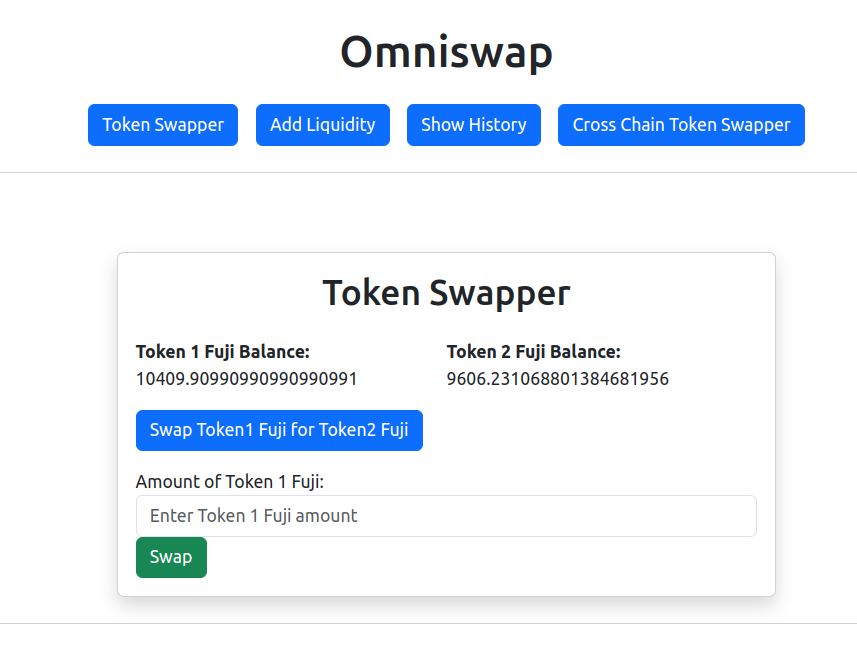 Omniswap
Token Swapper
Add Liquidity
Show History
Cross Chain Token Swapper
Token Swapper
Token 1 Fuji Balance:
10409.90990990990990991
Token 2 Fuji Balance:
9606.231068801384681956
Swap Token1 Fuji for Token2 Fuji
Amount of Token 1 Fuji:
Enter Token 1 Fuji amount
Swap